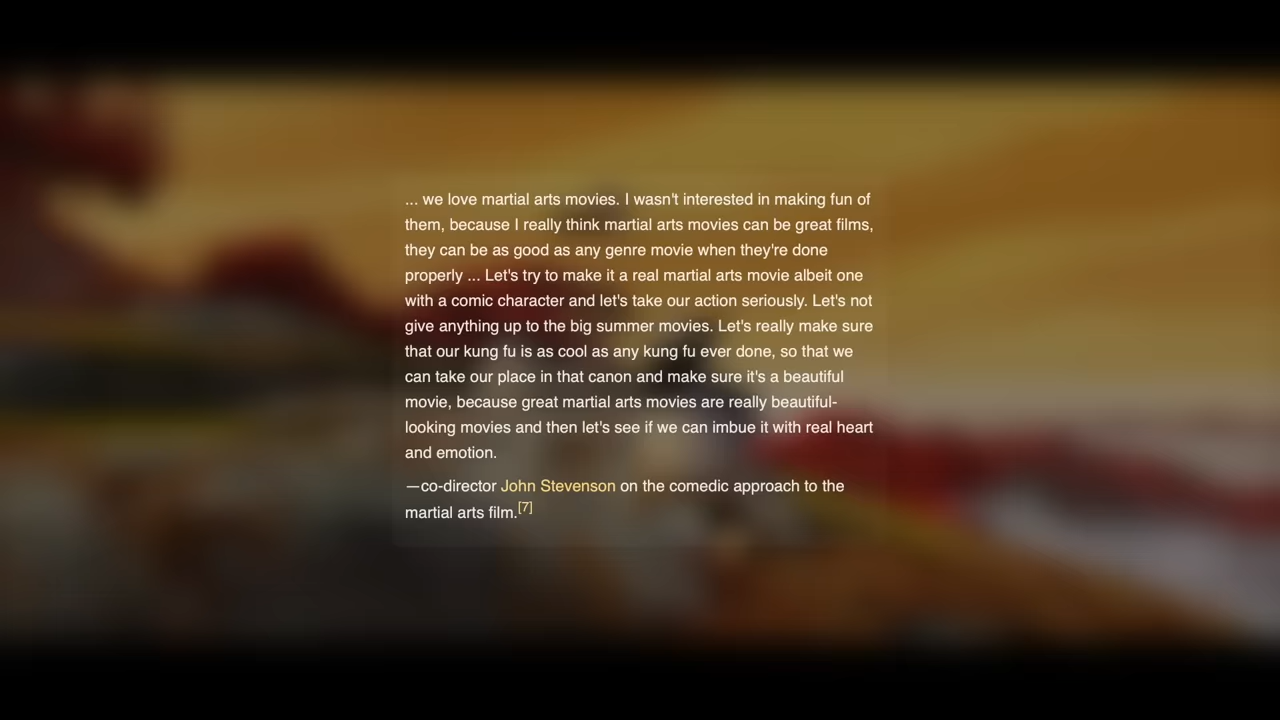 ... we love martial arts movies. I wasn't interested in making fun of
them, because I really think martial arts movies can be great films,
they can be as good as any genre movie when they're done
properly ... Let's try to make it a real martial arts movie albeit one
with a comic character and let's take our action seriously. Let's not
give anything up to the big summer movies. Let's really make sure
that our kung fu is as cool as any kung fu ever done, so that we
can take our place in that canon and make sure it's a beautiful
movie, because great martial arts movies are really beautiful-
looking movies and then let's see if we can imbue it with real heart
and emotion.
—co-director John Stevenson on the comedic approach to the
martial arts film.[7]